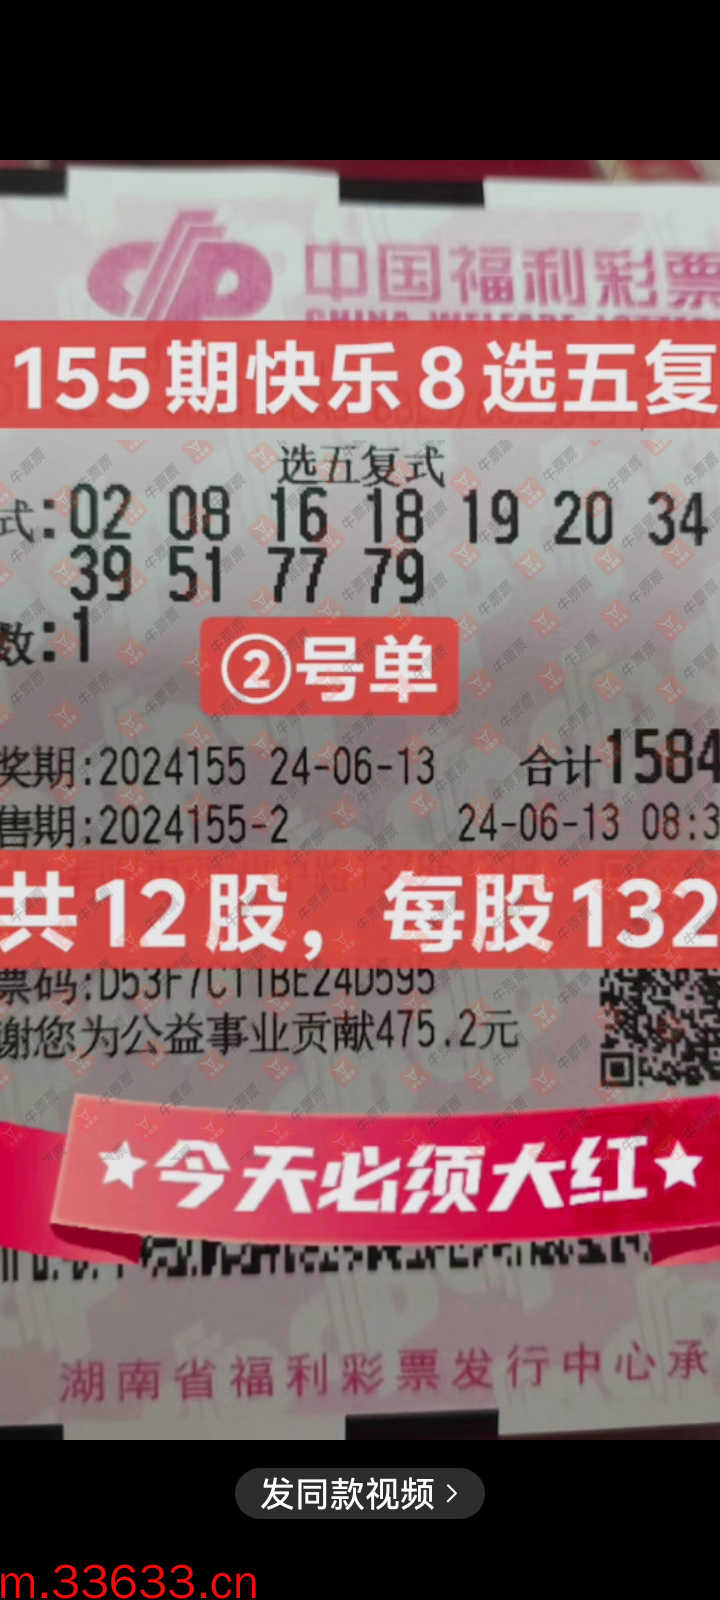 中国福利彩票
155期快乐8选五复
选五复式
式:02 08 16 18 19 20 34
39 51 77 79
数:1
②号单
奖期:2024155 24-06-13 合计1584
售期:2024155-2 24-06-13 08:3
共12股，每股132
票码:D53F7C11BE24D595
谢您为公益事业贡献475.2元
★今天必须大红★
湖南省福利彩票发行中心承
发同款视频 >
m.33633.cn